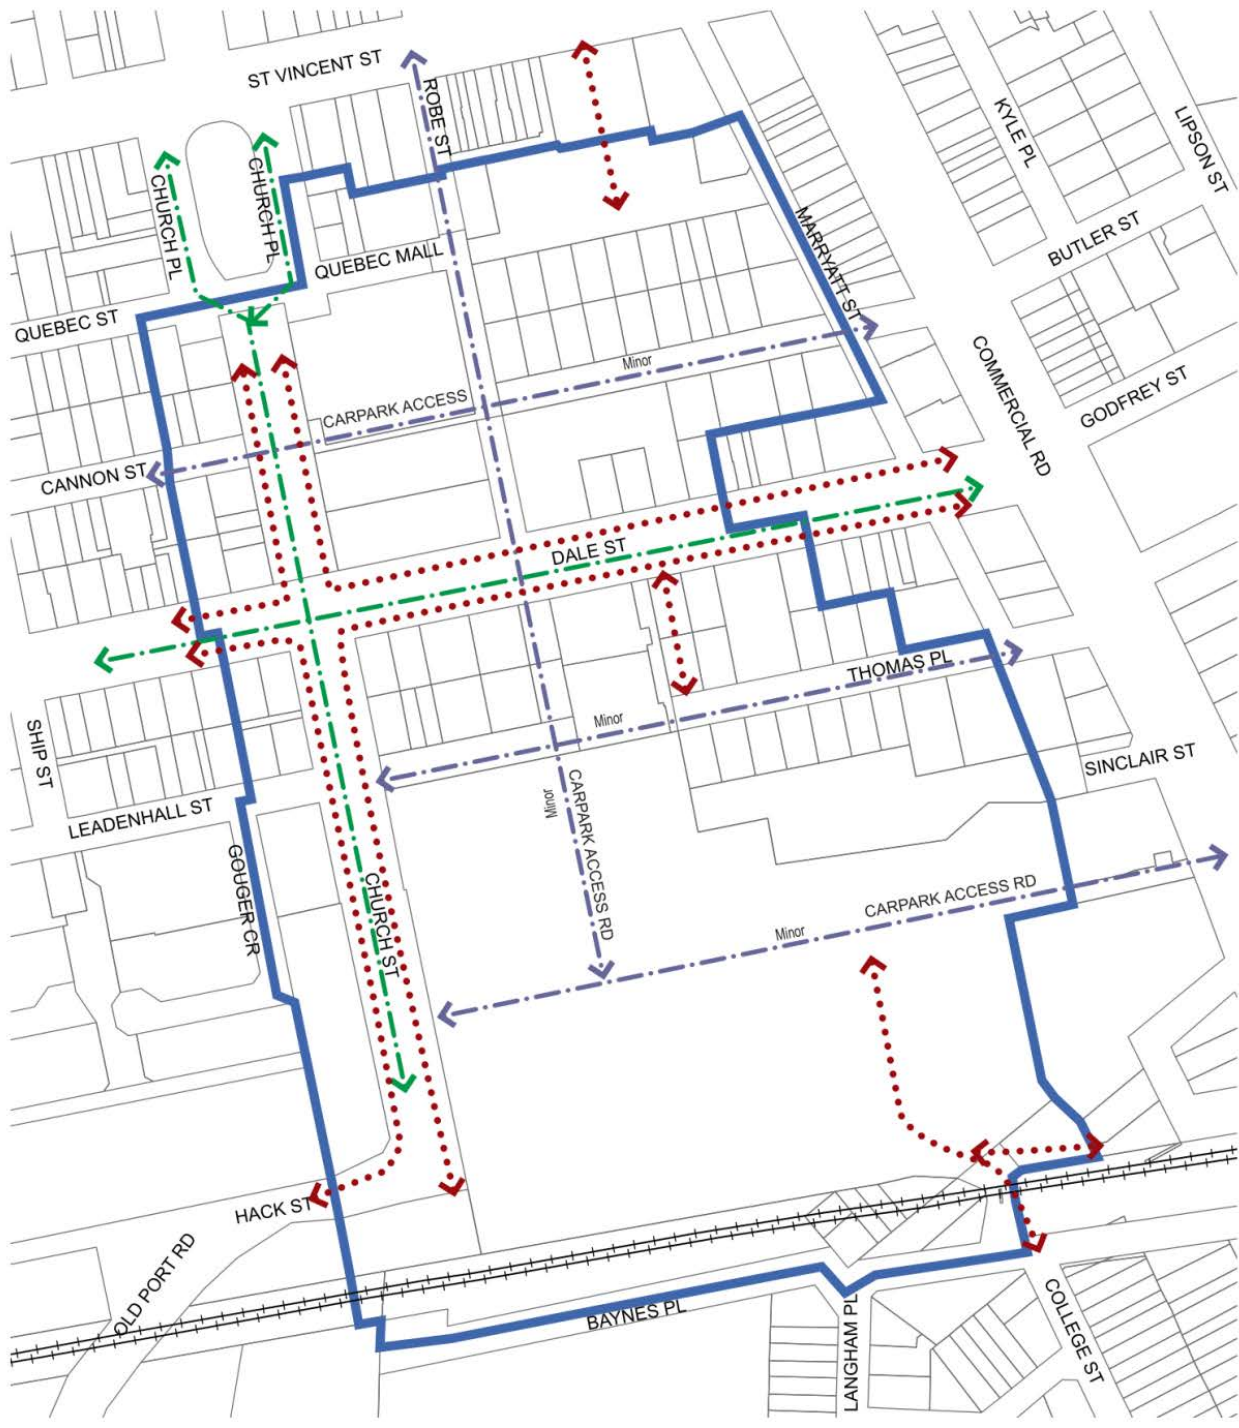 ST VINCENT ST
ROBE ST
KYLE PL
LIPSON ST
CHURCH PL
CHURCH PL
MARRYATT ST
BUTLER ST
QUEBEC MALL
QUEBEC ST
COMMERCIAL RD
Minor
GODFREY ST
CARPARK ACCESS
CANNON ST
DALE ST
THOMAS PL
SHIP ST
Minor
SINCLAIR ST
LEADENHALL ST
Minor
CARPARK ACCESS RD
GOUGER CR
CHURCH ST
CARPARK ACCESS RD
Minor
HACK ST
OLD PORT RD
BAYNES PL
LANGHAM PL
COLLEGE ST